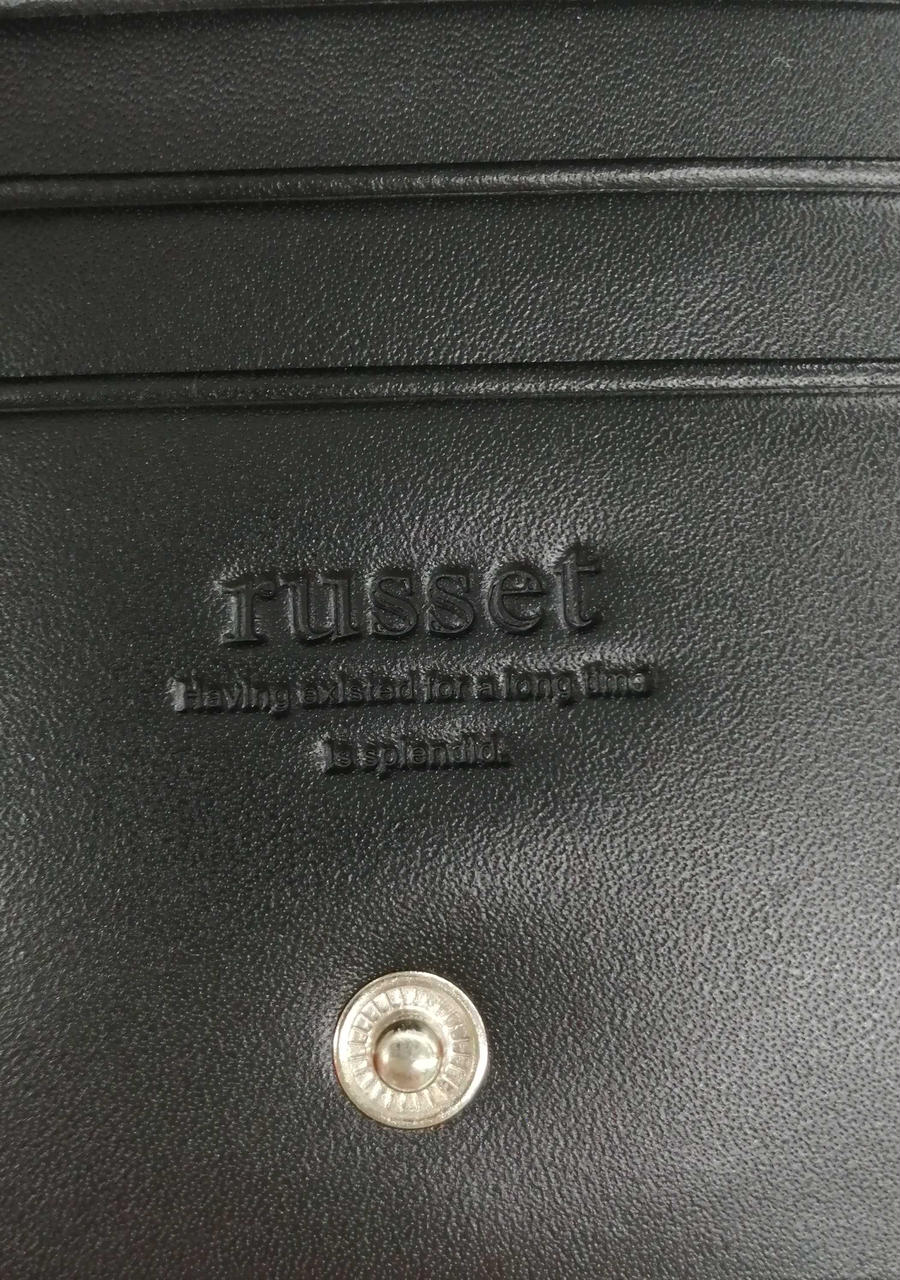 russet
Having existed for a long time
is splendid.